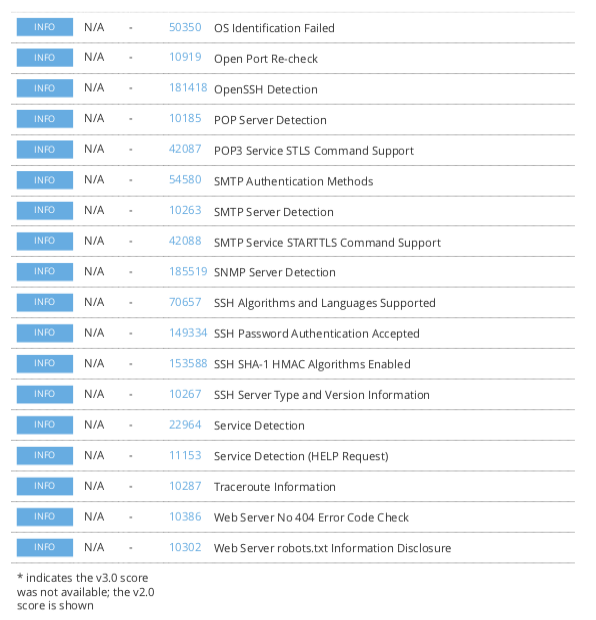 INFO N/A - 50350 OS Identification Failed
INFO N/A - 10919 Open Port Re-check
INFO N/A - 181418 OpenSSH Detection
INFO N/A - 10185 POP Server Detection
INFO N/A - 42087 POP3 Service STLS Command Support
INFO N/A - 54580 SMTP Authentication Methods
INFO N/A - 10263 SMTP Server Detection
INFO N/A - 42088 SMTP Service STARTTLS Command Support
INFO N/A - 185519 SNMP Server Detection
INFO N/A - 70657 SSH Algorithms and Languages Supported
INFO N/A - 149334 SSH Password Authentication Accepted
INFO N/A - 153588 SSH SHA-1 HMAC Algorithms Enabled
INFO N/A - 10267 SSH Server Type and Version Information
INFO N/A - 22964 Service Detection
INFO N/A - 11153 Service Detection (HELP Request)
INFO N/A - 10287 Traceroute Information
INFO N/A - 10386 Web Server No 404 Error Code Check
INFO N/A - 10302 Web Server robots.txt Information Disclosure
* indicates the v3.0 score
was not available; the v2.0
score is shown